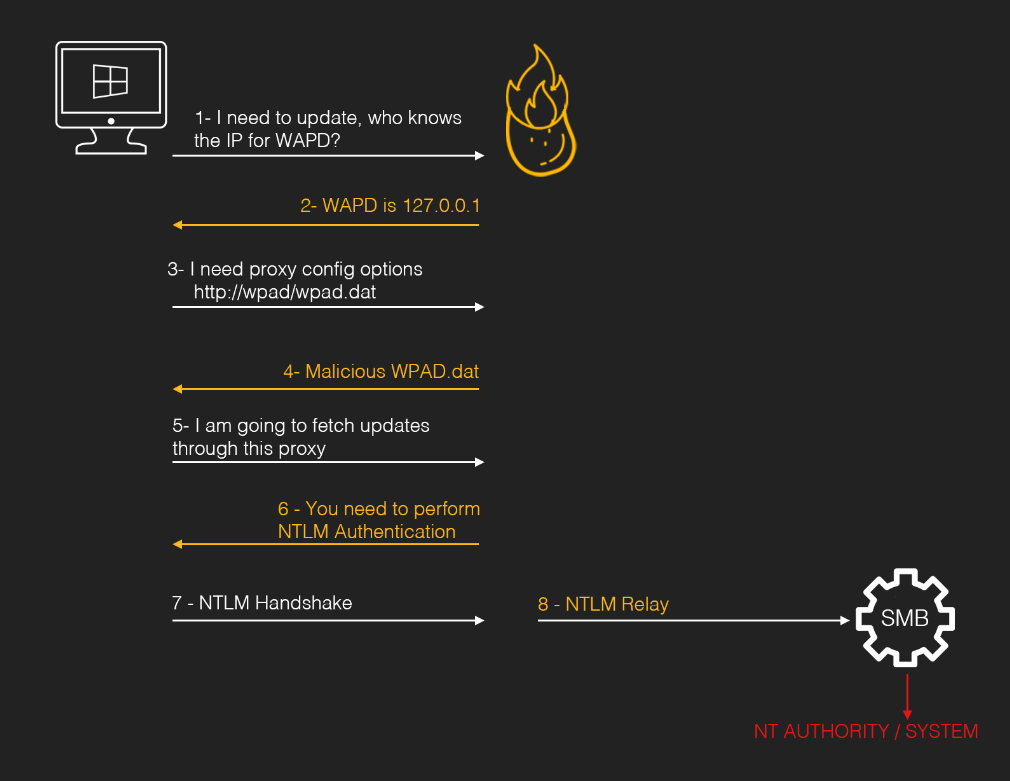 1- I need to update, who knows
the IP for WAPD?
2- WAPD is 127.0.0.1
3- I need proxy config options
http://wpad/wpad.dat
4- Malicious WPAD.dat
5- I am going to fetch updates
through this proxy
6 - You need to perform
NTLM Authentication
7 - NTLM Handshake
8 - NTLM Relay
SMB
NT AUTHORITY / SYSTEM